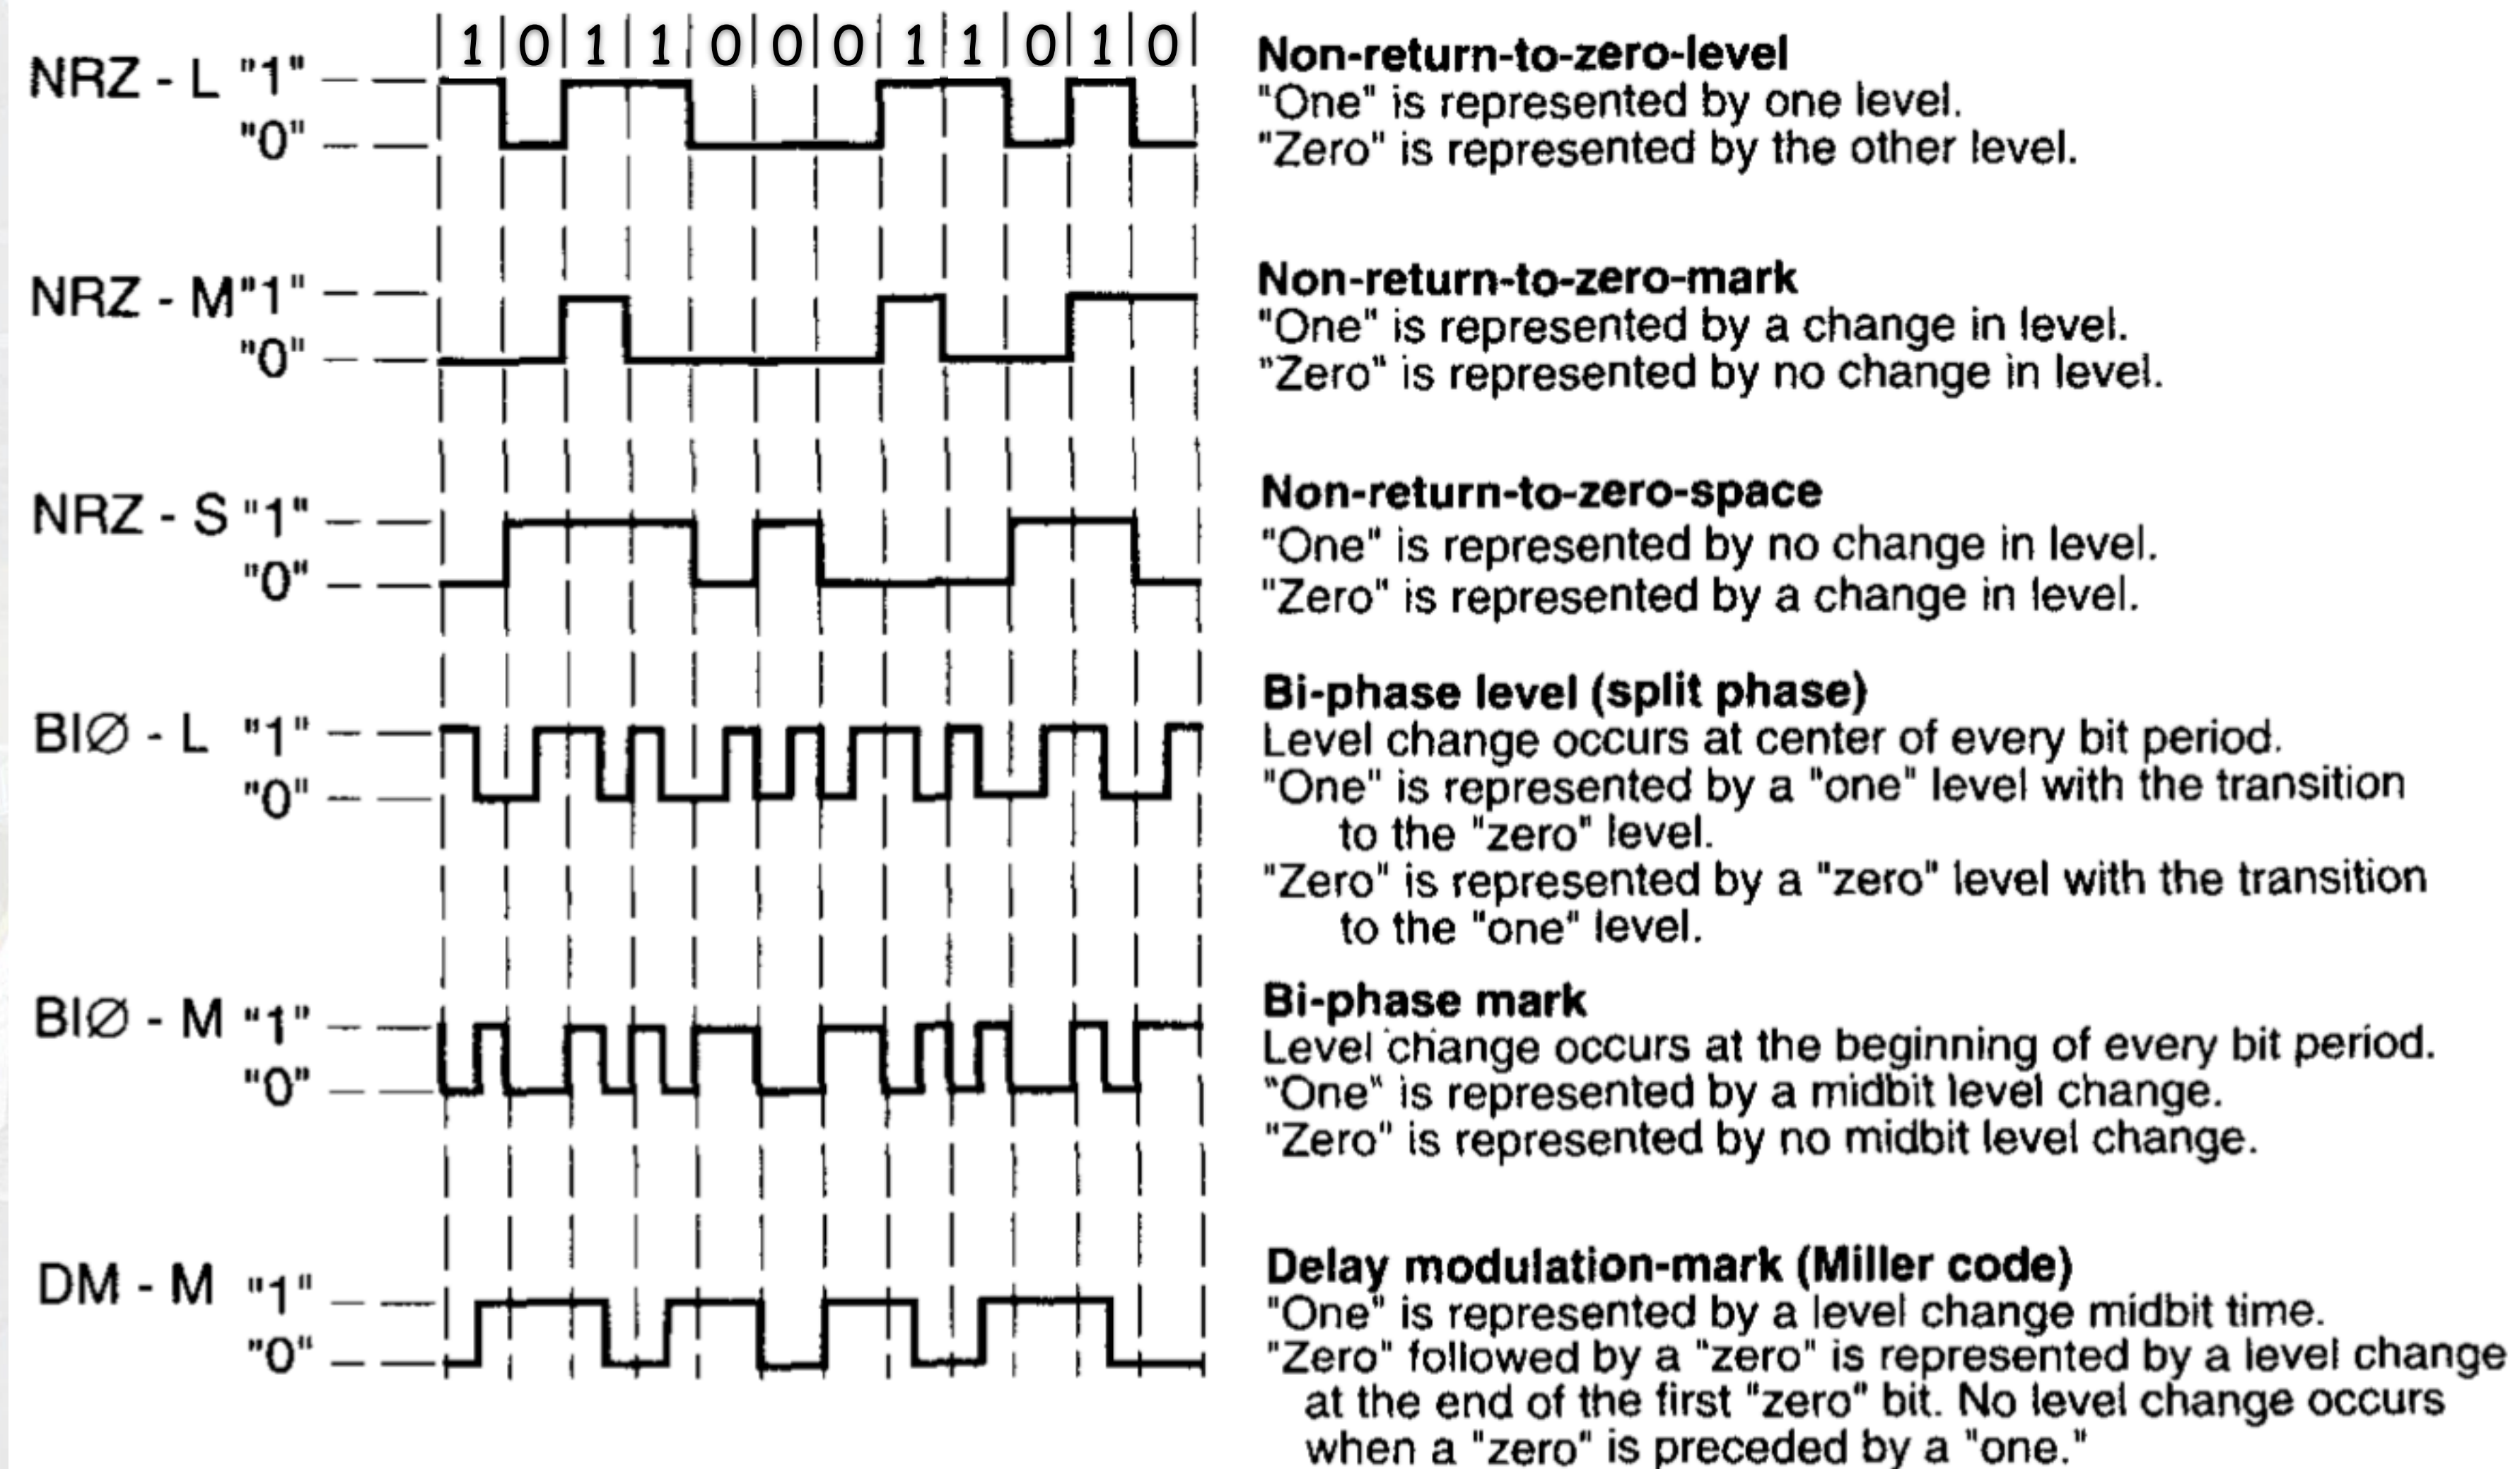 1 0 1 1 0 0 0 1 1 0 1 0
NRZ - L "1"
"0"
Non-return-to-zero-level
"One" is represented by one level.
"Zero" is represented by the other level.
NRZ - M "1"
"0"
Non-return-to-zero-mark
"One" is represented by a change in level.
"Zero" is represented by no change in level.
NRZ - S "1"
"0"
Non-return-to-zero-space
"One" is represented by no change in level.
"Zero" is represented by a change in level.
BIØ - L "1"
"0"
Bi-phase level (split phase)
Level change occurs at center of every bit period.
"One" is represented by a "one" level with the transition
to the "zero" level.
"Zero" is represented by a "zero" level with the transition
to the "one" level.
BIØ - M "1"
"0"
Bi-phase mark
Level change occurs at the beginning of every bit period.
"One" is represented by a midbit level change.
"Zero" is represented by no midbit level change.
DM - M "1"
"0"
Delay modulation-mark (Miller code)
"One" is represented by a level change midbit time.
"Zero" followed by a "zero" is represented by a level change
at the end of the first "zero" bit. No level change occurs
when a "zero" is preceded by a "one."